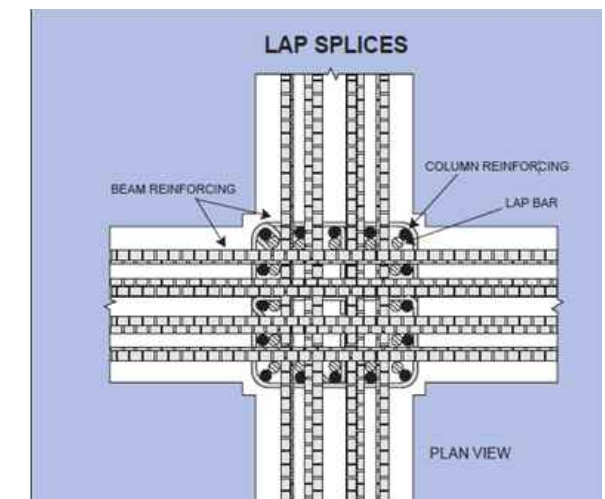 LAP SPLICES
COLUMN REINFORCING
BEAM REINFORCING
LAP BAR
PLAN VIEW